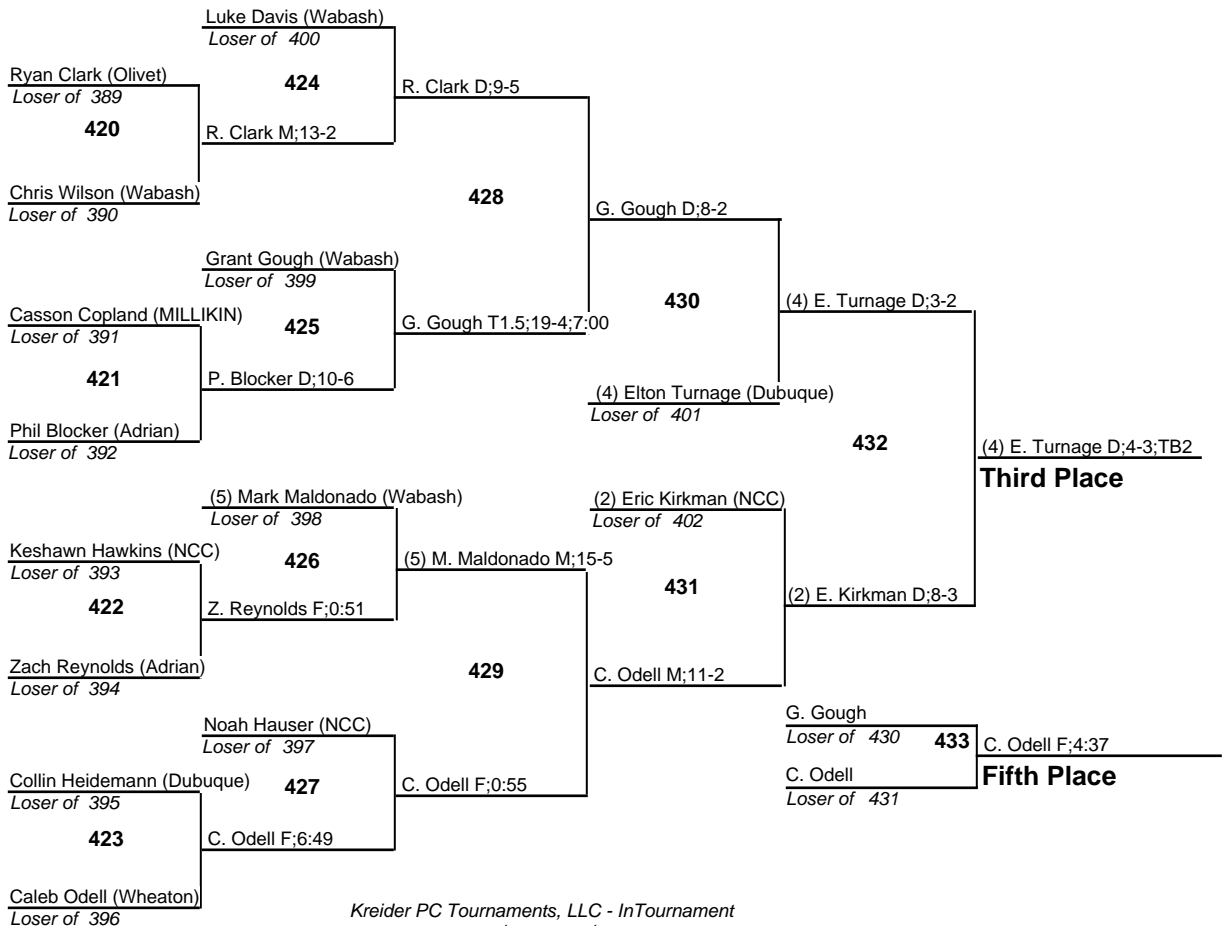 Luke Davis (Wabash)
Loser of 400
Ryan Clark (Olivet)
Loser of 389
424
R. Clark D;9-5
420
R. Clark M;13-2
Chris Wilson (Wabash)
Loser of 390
428
G. Gough D;8-2
Grant Gough (Wabash)
Loser of 399
Casson Copland (MILLIKIN)
Loser of 391
425
G. Gough T1.5;19-4;7:00
430
(4) E. Turnage D;3-2
421
P. Blocker D;10-6
(4) Elton Turnage (Dubuque)
Loser of 401
Phil Blocker (Adrian)
Loser of 392
432
(4) E. Turnage D;4-3;TB2
Third Place
(5) Mark Maldonado (Wabash)
Loser of 398
(2) Eric Kirkman (NCC)
Loser of 402
Keshawn Hawkins (NCC)
Loser of 393
426
(5) M. Maldonado M;15-5
431
(2) E. Kirkman D;8-3
422
Z. Reynolds F;0:51
Zach Reynolds (Adrian)
Loser of 394
429
C. Odell M;11-2
Noah Hauser (NCC)
Loser of 397
G. Gough
Loser of 430
433
C. Odell F;4:37
Fifth Place
C. Odell
Loser of 431
Collin Heidemann (Dubuque)
Loser of 395
427
C. Odell F;0:55
423
C. Odell F;6:49
Caleb Odell (Wheaton)
Loser of 396
Kreider PC Tournaments, LLC - InTournament